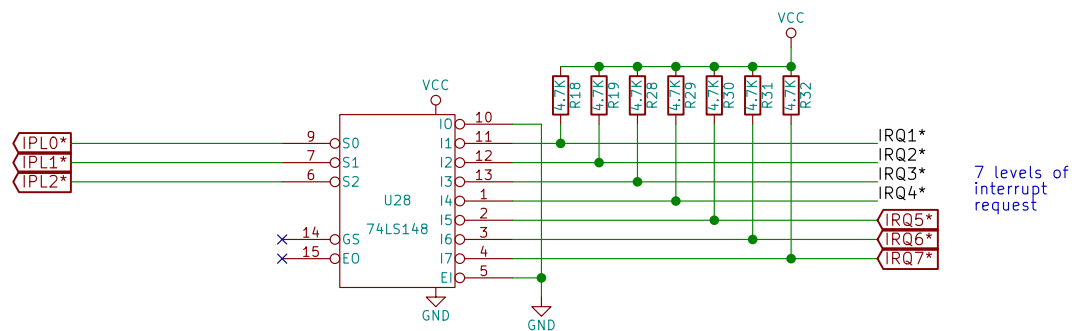 VCC
4.7K R18
4.7K R19
4.7K R28
4.7K R29
4.7K R30
4.7K R31
4.7K R32
VCC
IPL0* 9 S0
IPL1* 7 S1
IPL2* 6 S2
14 GS
15 EO
U28
74LS148
I0 10
I1 11 IRQ1*
I2 12 IRQ2*
I3 13 IRQ3*
I4 1 IRQ4*
I5 2 IRQ5*
I6 3 IRQ6*
I7 4 IRQ7*
EI 5
GND
GND
7 levels of
interrupt
request